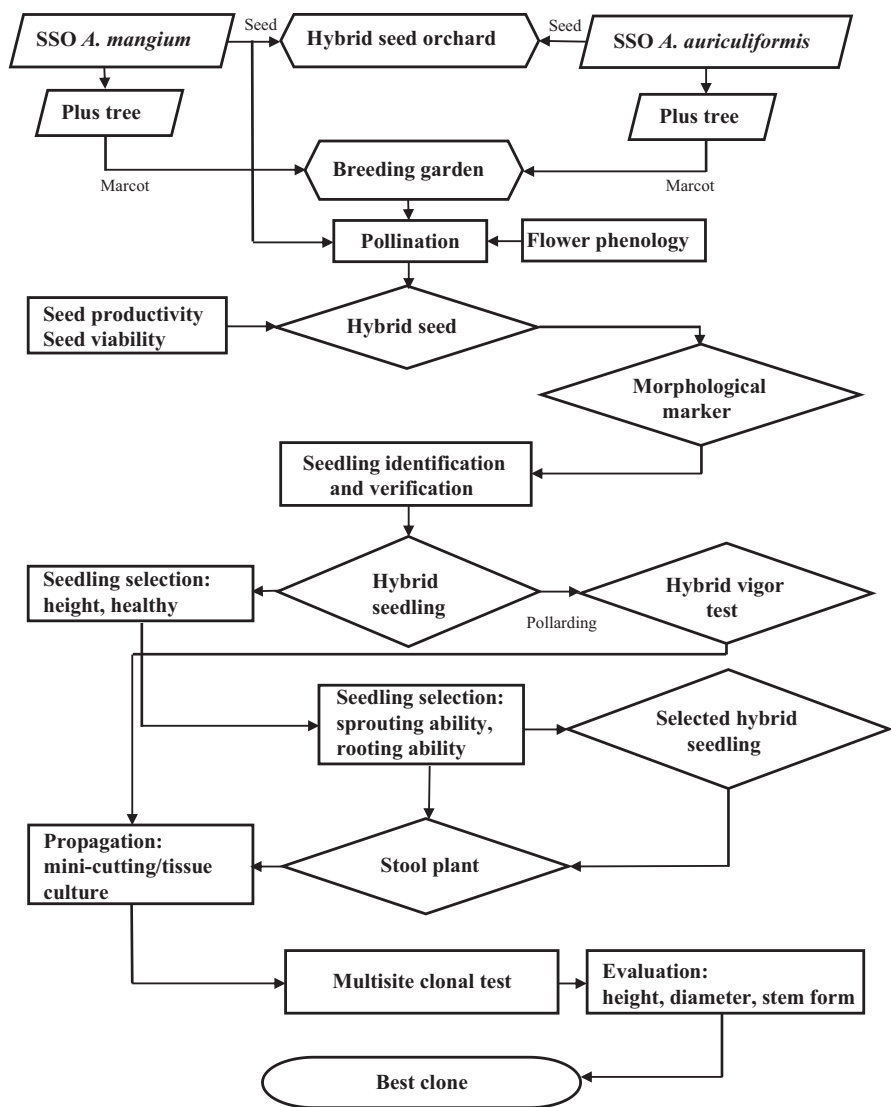 SSO A. mangium
Seed
Hybrid seed orchard
Seed
SSO A. auriculiformis
Plus tree
Plus tree
Marcot
Breeding garden
Marcot
Pollination
Flower phenology
Seed productivity
Seed viability
Hybrid seed
Morphological
marker
Seedling identification
and verification
Seedling selection:
height, healthy
Hybrid
seedling
Pollarding
Hybrid vigor
test
Seedling selection:
sprouting ability,
rooting ability
Selected hybrid
seedling
Propagation:
mini-cutting/tissue
culture
Stool plant
Multisite clonal test
Evaluation:
height, diameter, stem form
Best clone